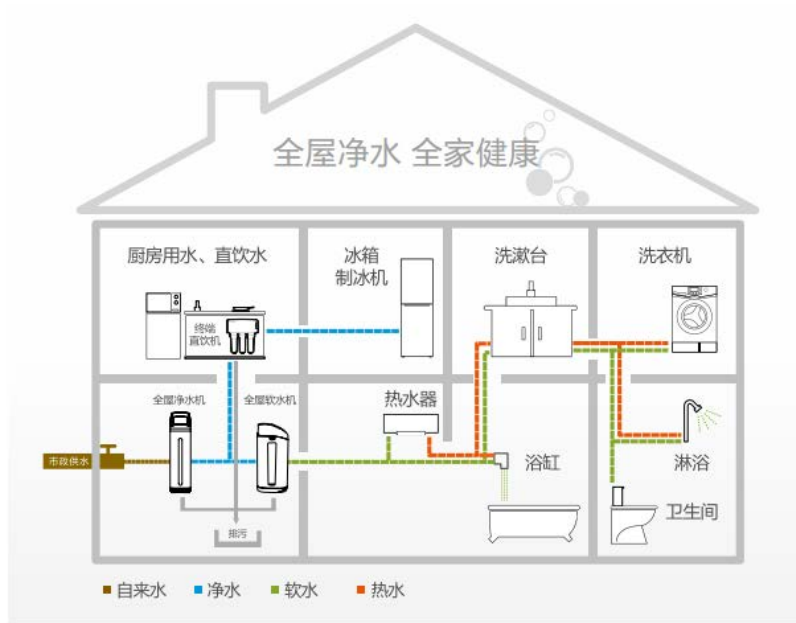 全屋净水 全家健康
厨房用水、直饮水
冰箱
制冰机
洗漱台
洗衣机
终端
直饮机
全屋净水机
全屋软水机
热水器
市政供水
浴缸
淋浴
卫生间
排污
自来水
净水
软水
热水